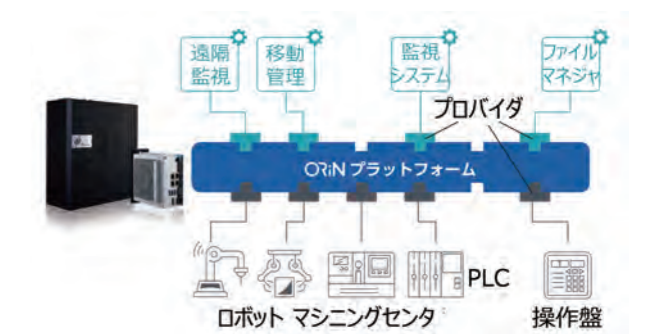 遠隔
監視
移動
管理
監視
システム
ファイル
マネジャ
プロバイダ
ORiN プラットフォーム
PLC
ロボット マシニングセンタ
操作盤